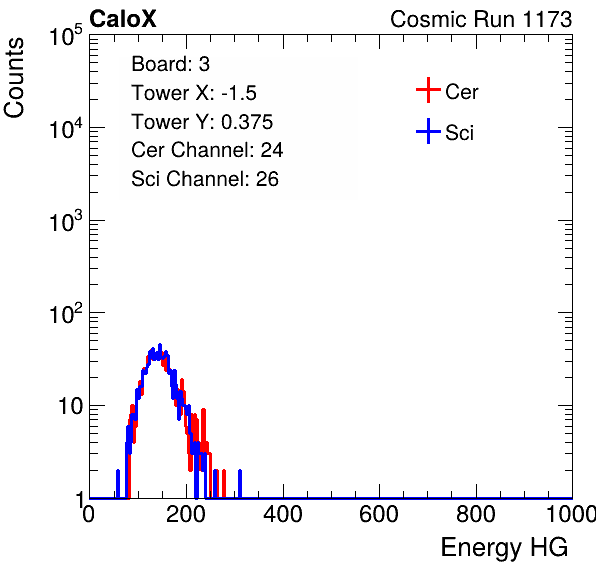 CaloX
Cosmic Run 1173
Counts
10^5
10^4
10^3
10^2
10
1
Board: 3
Tower X: -1.5
Tower Y: 0.375
Cer Channel: 24
Sci Channel: 26
Cer
Sci
0 200 400 600 800 1000
Energy HG